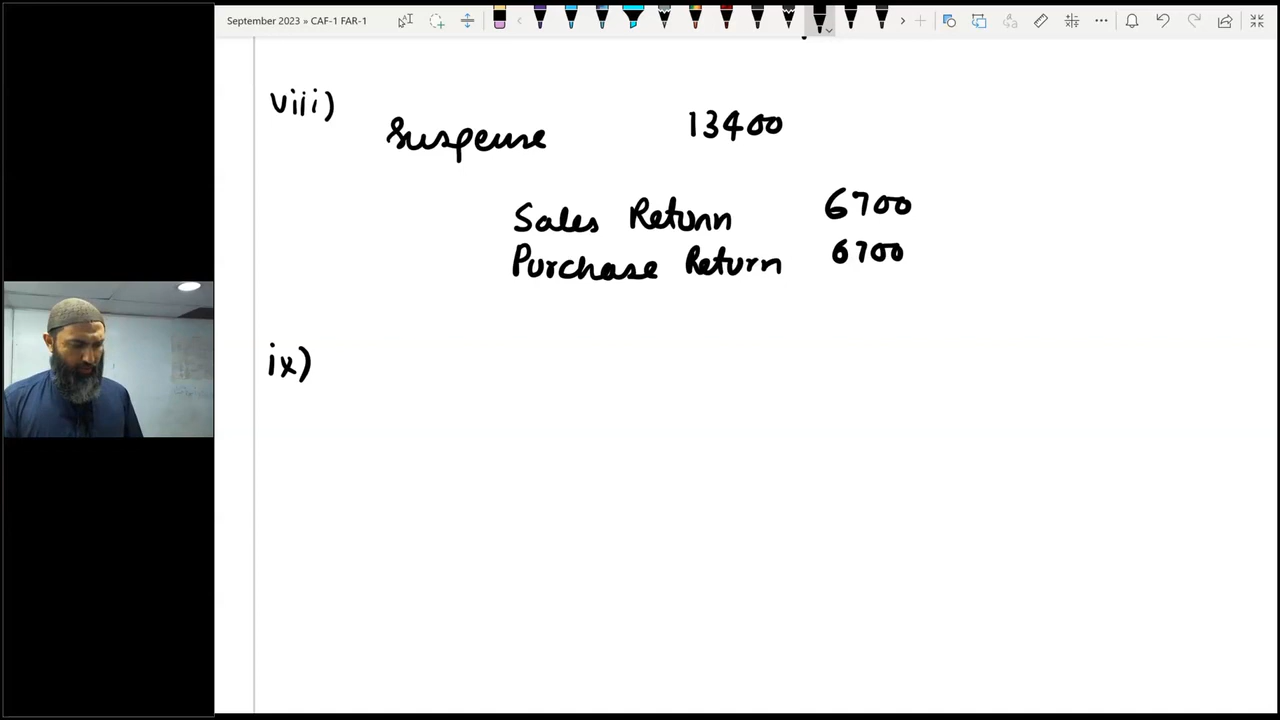 September 2023 » CAF-1 FAR-1
viii)
Suspense 13400
Sales Return 6700
Purchase Return 6700
ix)